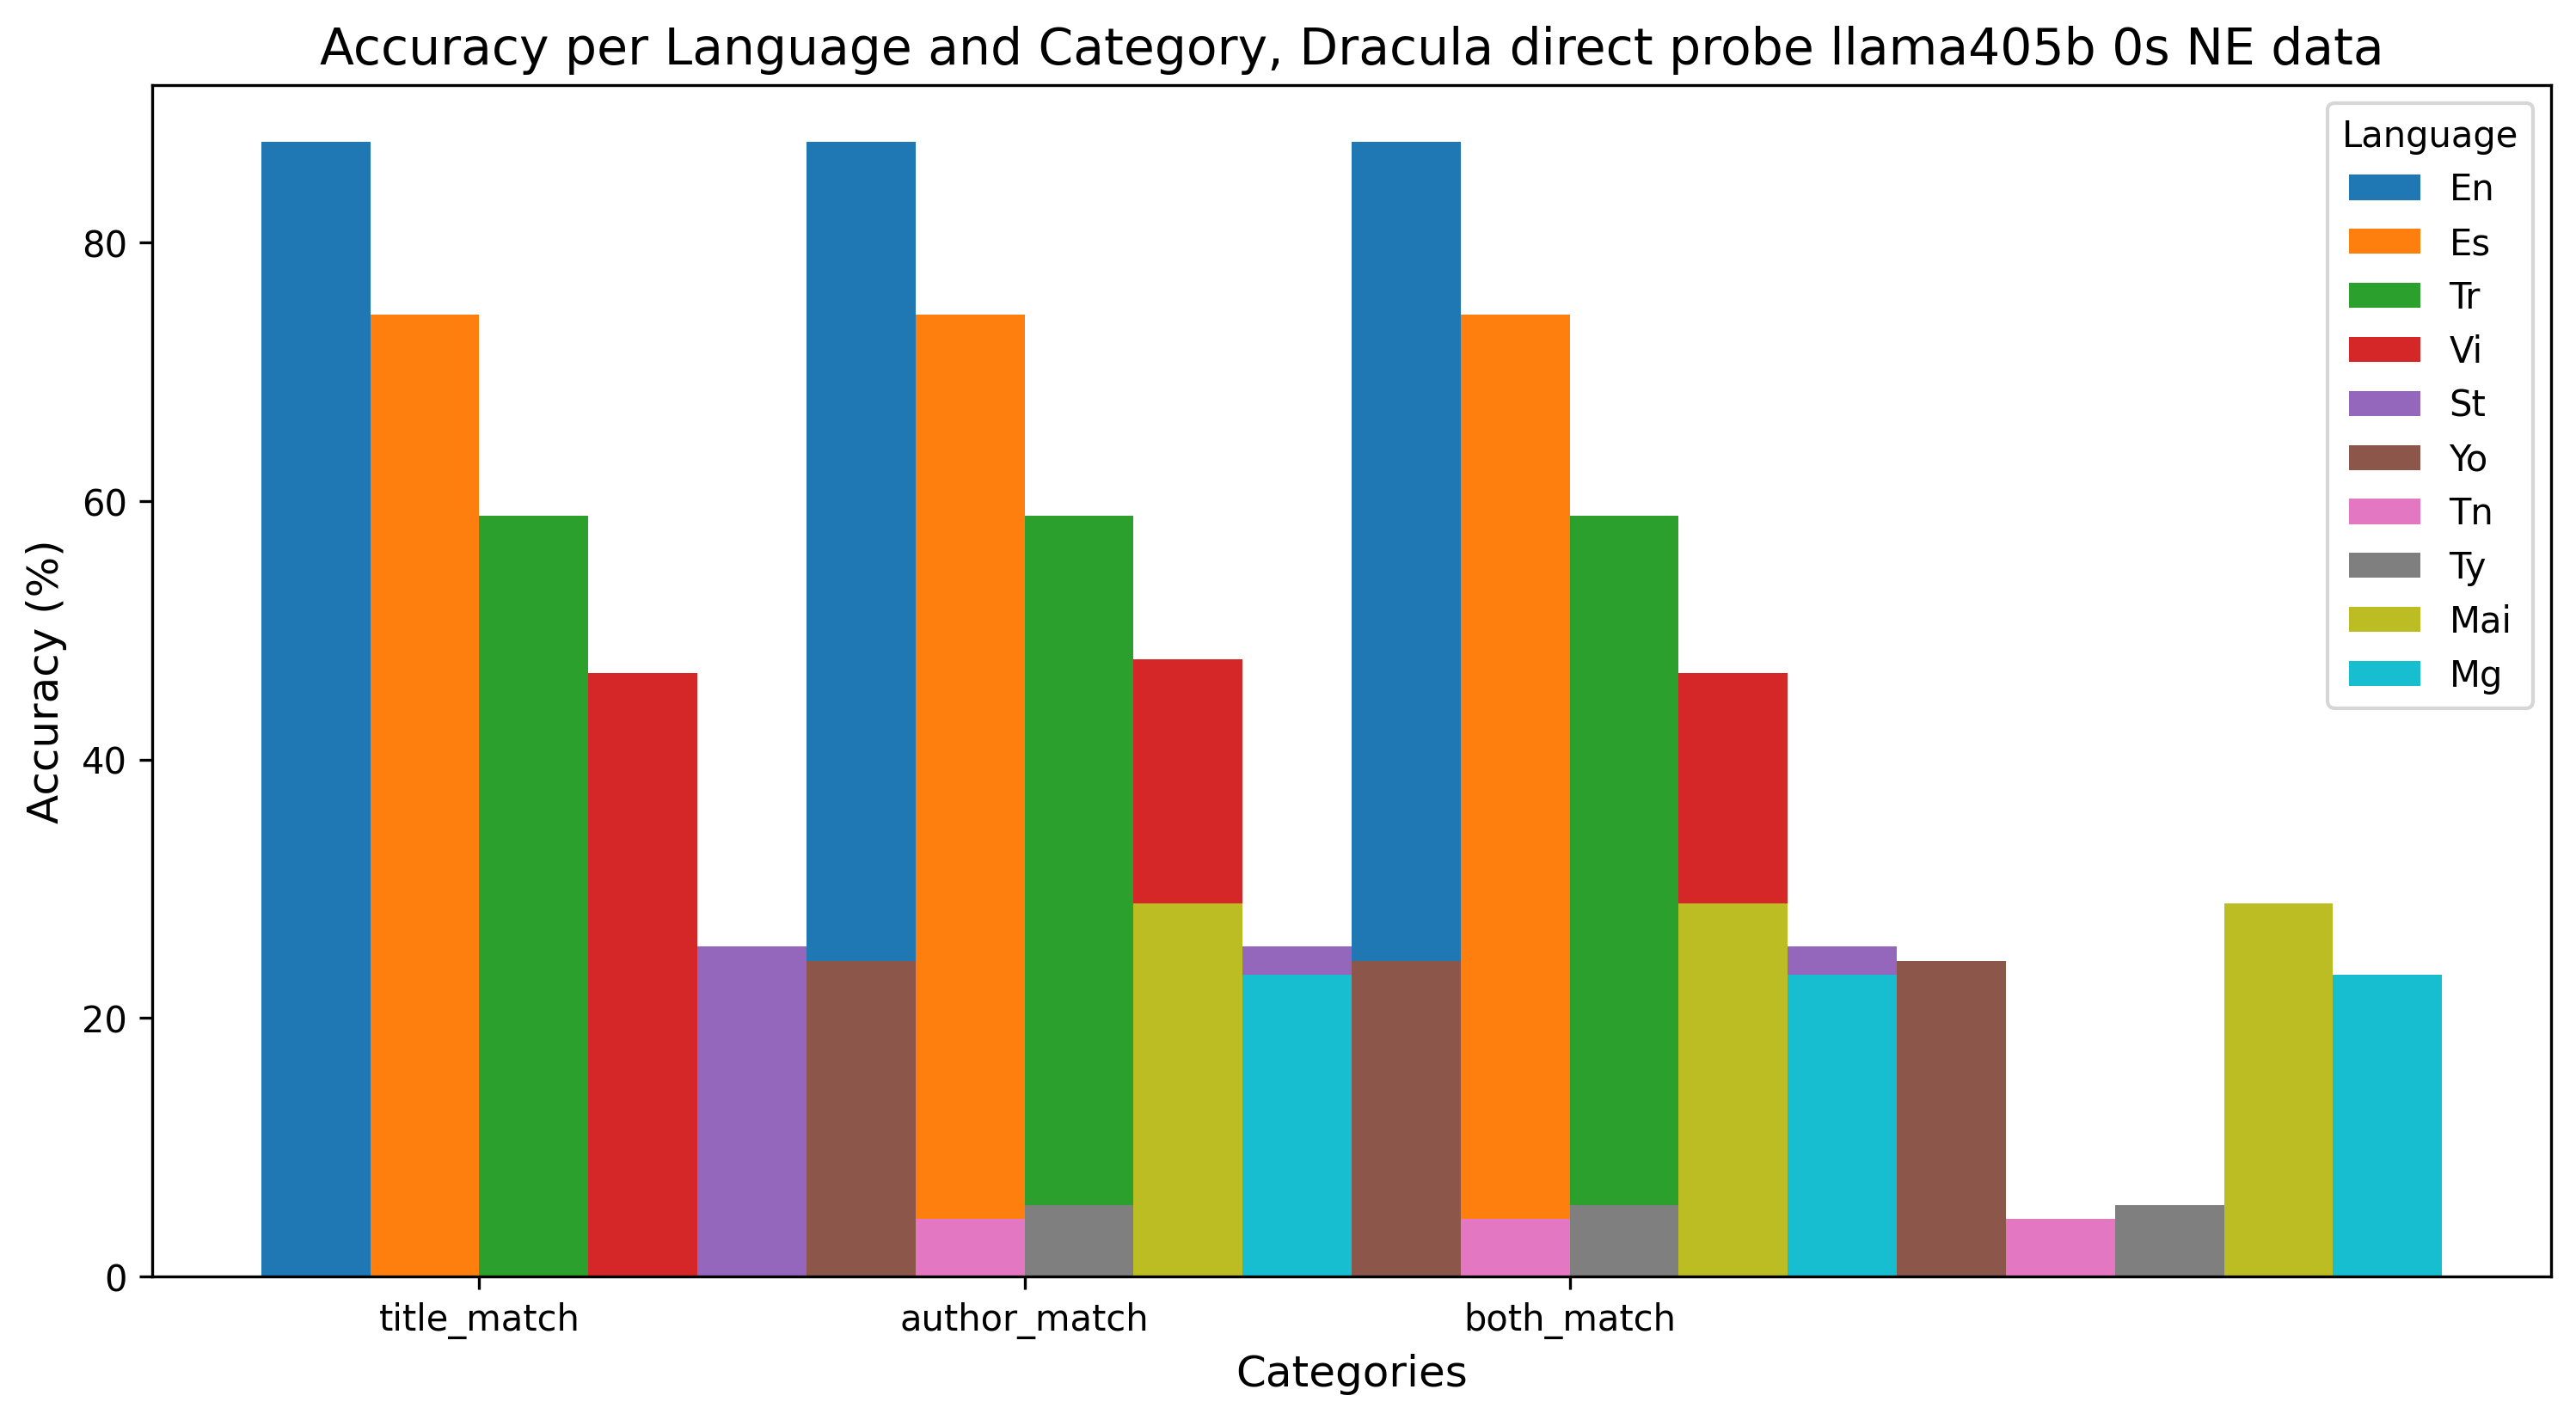 Accuracy per Language and Category, Dracula direct probe llama405b 0s NE data
Language
En
Es
Tr
Vi
St
Yo
Tn
Ty
Mai
Mg
Accuracy (%)
80
60
40
20
0
title_match author_match both_match
Categories